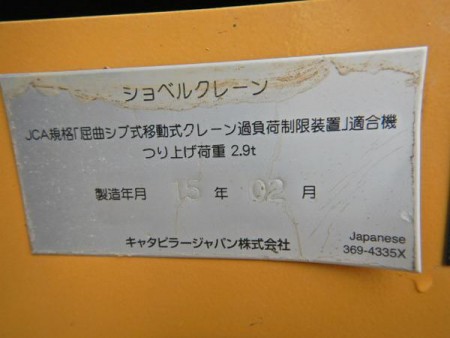 ショベルクレーン
JCA規格｢屈曲ジブ式移動式クレーン過負荷制限装置｣適合機
つり上げ荷重 2.9t
製造年月 15 年 02 月
キャタピラージャパン株式会社
Japanese
369-4335X